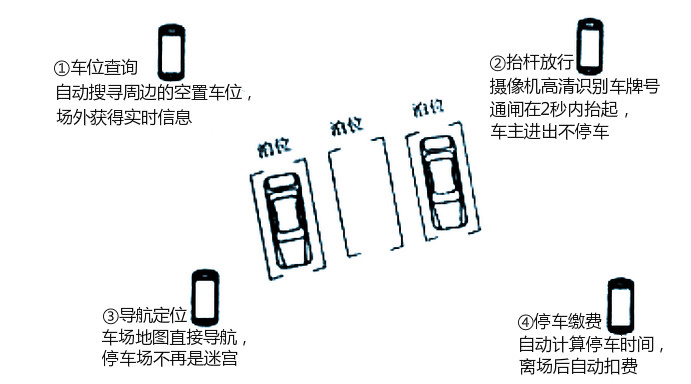 ①车位查询
自动搜寻周边的空置车位，
场外获得实时信息
②抬杆放行
摄像机高清识别车牌号
通闸在2秒内抬起，
车主进出不停车
泊位
泊位
泊位
③导航定位
车场地图直接导航，
停车场不再是迷宫
④停车缴费
自动计算停车时间，
离场后自动扣费